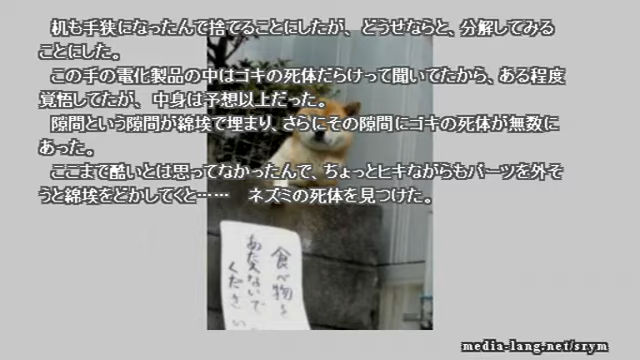 机も手狭になったんで捨てることにしたが、どうせならと、分解してみる
ことにした。
この手の電化製品の中はゴキの死体だらけって聞いてたから、ある程度
覚悟してたが、中身は予想以上だった。
隙間という隙間が綿埃で埋まり、さらにその隙間にゴキの死体が無数に
あった。
ここまで酷いとは思ってなかったんで、ちょっとヒキながらもパーツを外そ
うと綿埃をどかしてくと…… ネズミの死体を見つけた。
食べ物を
あたえないで
ください
media-lang.net/srym